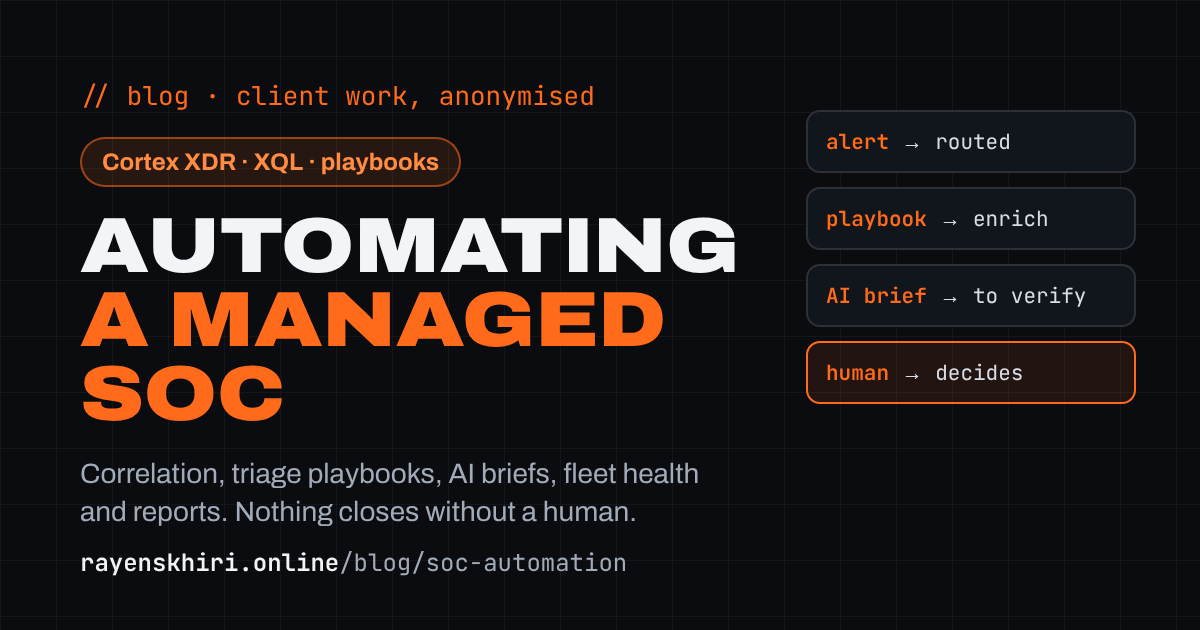 // blog · client work, anonymised
Cortex XDR · XQL · playbooks
AUTOMATING
A MANAGED
SOC
Correlation, triage playbooks, AI briefs, fleet health
and reports. Nothing closes without a human.
rayenskhiri.online/blog/soc-automation
alert → routed
playbook → enrich
AI brief → to verify
human → decides